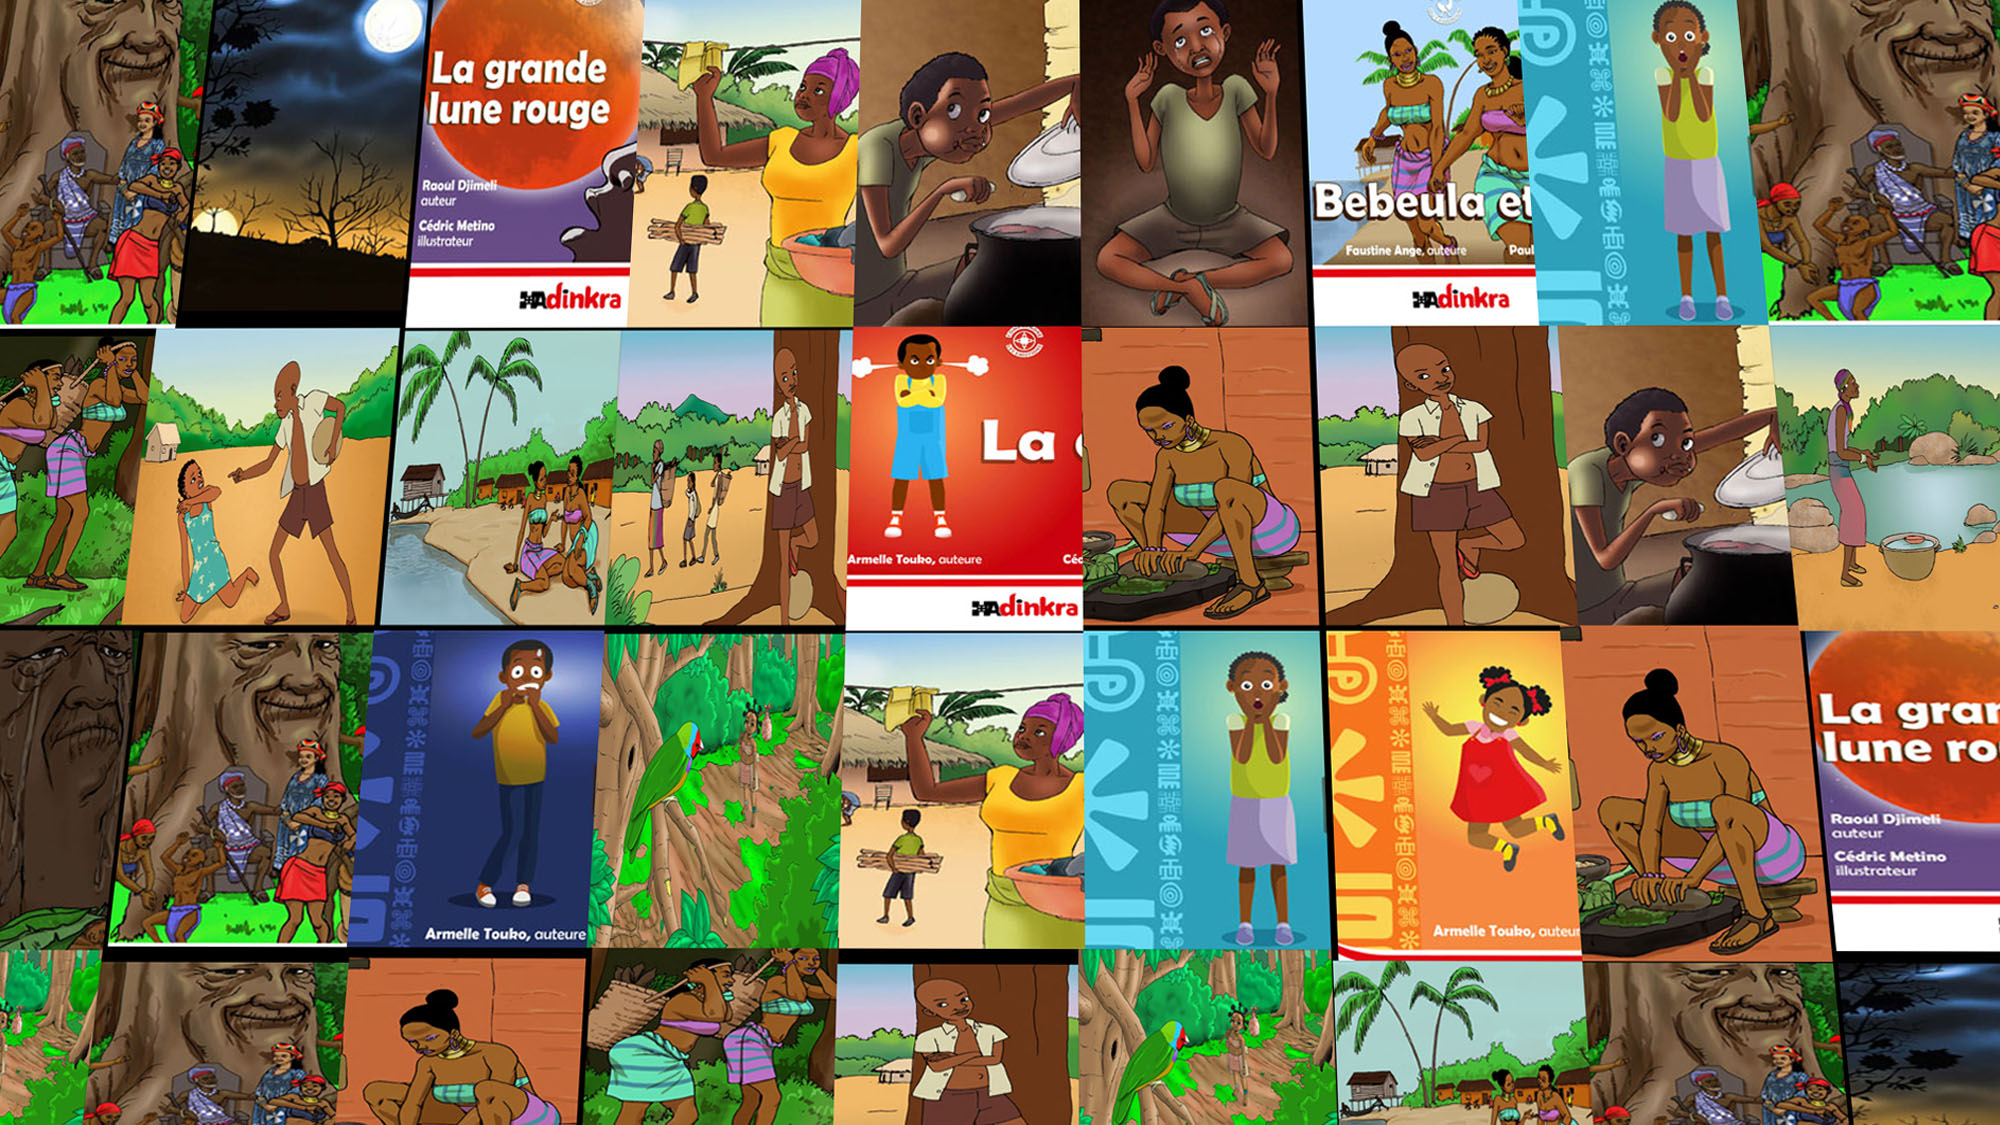 La grande
lune rouge
Raoul Djimeli
auteur
Cédric Metino
illustrateur
Adinkra
Bebeula et
Faustine Ange, auteure
Paul
Adinkra
La
Armelle Touko, auteure
Céd
Adinkra
Armelle Touko, auteure
Armelle Touko, auteur
La gran
lune ro
Raoul Djimeli
auteur
Cédric Metino
illustrateur